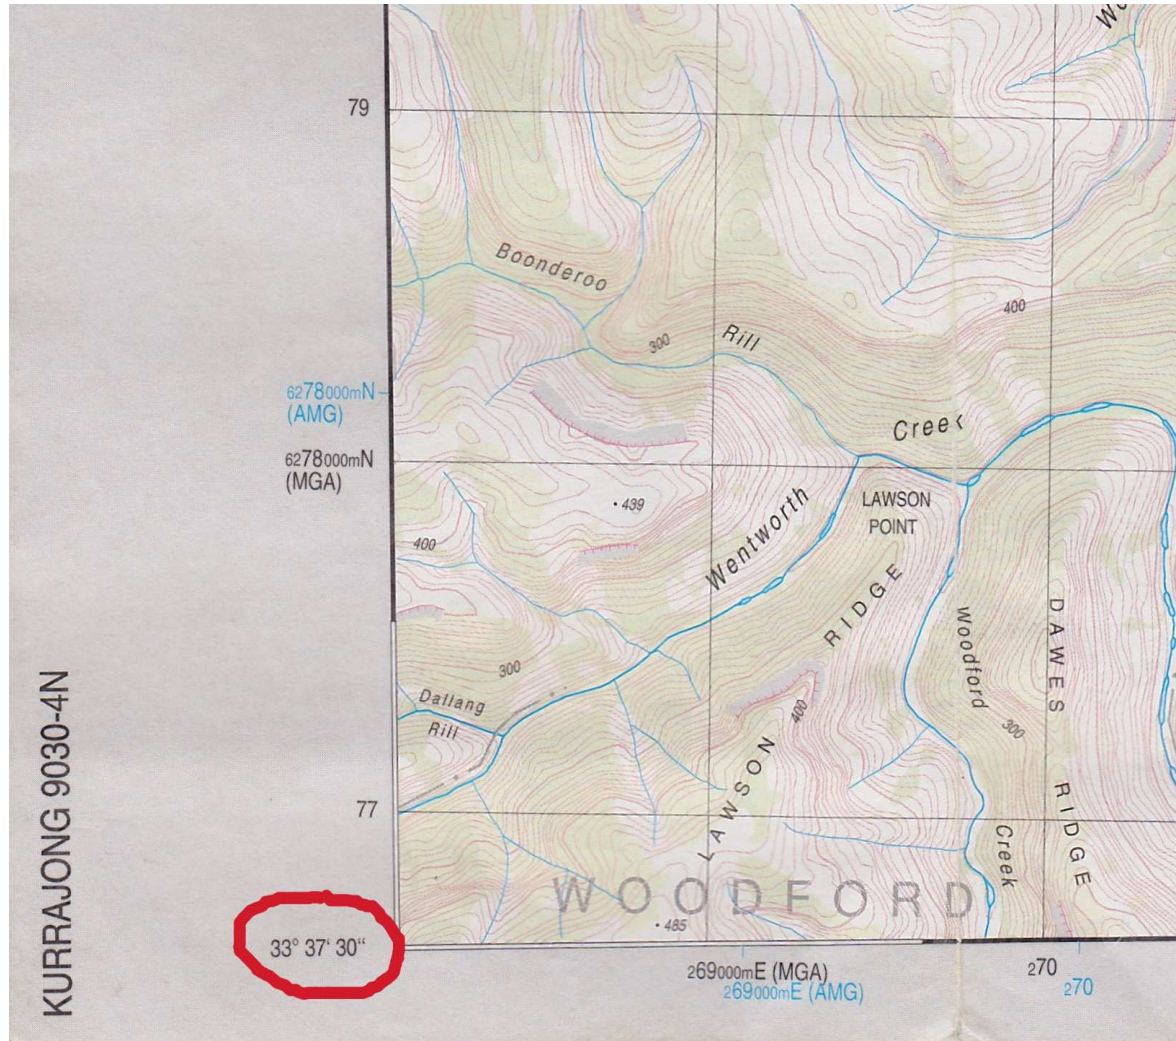 Wo
79
Boonderoo
Rill
300
400
6278000mN
(AMG)
6278000mN
(MGA)
Creek
• 439
LAWSON
POINT
Wentworth
400
RIDGE
DAWES
Woodford
300
Dallang
Rill
400
300
LAWSON
77
RIDGE
Creek
WOODFORD
• 485
KURRAJONG 9030-4N
33° 37‘ 30“
269000mE (MGA)
269000mE (AMG)
270
270